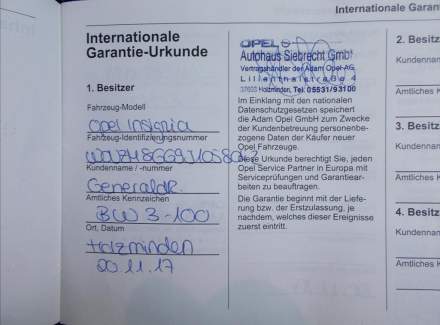 Internationale Garan
Internationale
Garantie-Urkunde
1. Besitzer
Fahrzeug-Modell
Opel Insignia
Fahrzeug-Identifizierungsnummer
Kundenname / -nummer
Amtliches Kennzeichen
BW 3-100
Ort, Datum
Holzminden
20.11.17
OPEL
Autohaus Siebrecht GmbH
Vertragshändler der Adam Opel AG
Lilienthalstraße 4
37603 Holzminden, Tel. 05531/93100
Im Einklang mit den nationalen
Datenschutzgesetzen speichert
die Adam Opel GmbH zum Zwecke
der Kundenbetreuung personenbe-
zogene Daten der Käufer neuer
Opel Fahrzeuge.
Diese Urkunde berechtigt Sie, jeden
Opel Service Partner in Europa mit
Serviceprüfungen und Garantiear-
beiten zu beauftragen.
Die Garantie beginnt mit der Liefe-
rung bzw. der Erstzulassung, je
nachdem, welches dieser Ereignisse
zuerst eintritt.
2. Besitz
Kundennan
Amtliches K
3. Besitz
Kundennan
Amtliches K
4. Besitz
Kundennan
Amtliches K